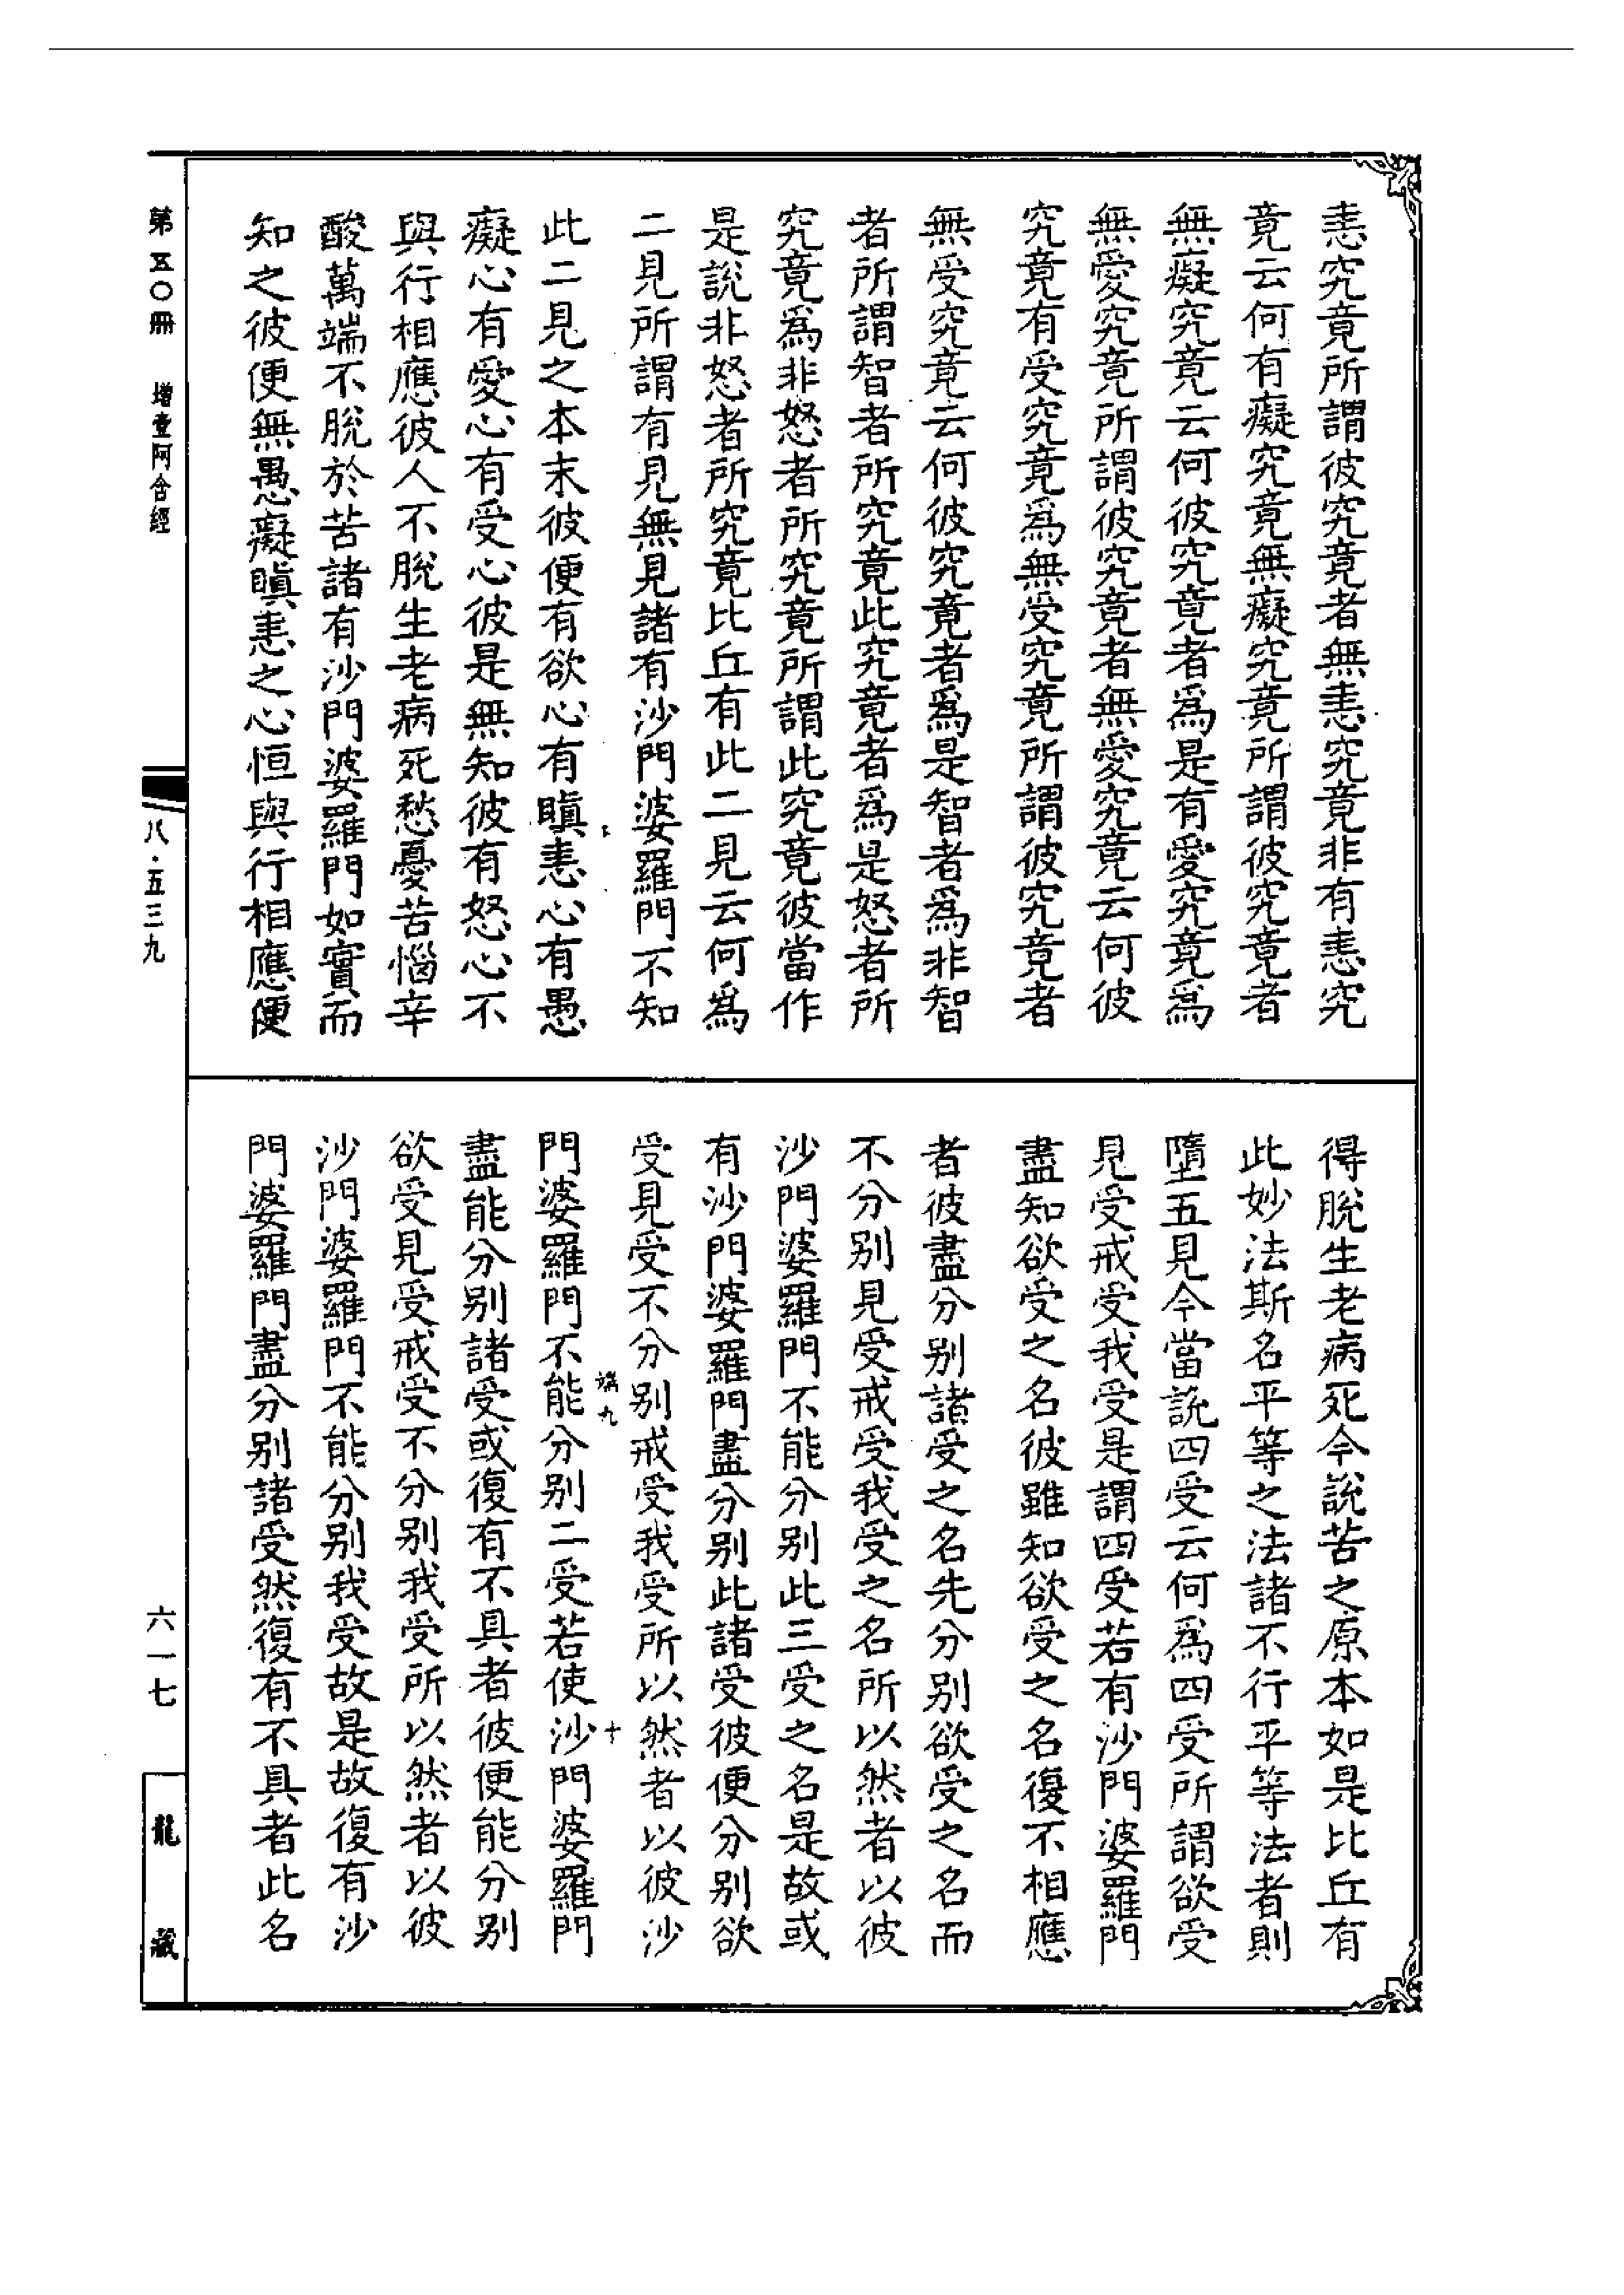 恚究竟所謂彼究竟者無恚究竟非有恚究
竟云何有癡究竟無癡究竟所謂彼究竟者
無癡究竟云何彼究竟者爲是有愛究竟爲
無愛究竟所謂彼究竟者無愛究竟云何彼
究竟有受究竟爲無受究竟所謂彼究竟者
無受究竟云何彼究竟者爲是智者爲非智
者所謂智者所究竟此究竟者爲是怒者所
究竟爲非怒者所究竟所謂此究竟彼當作
是說非怒者所究竟比丘有此二見云何爲
二見所謂有見無見諸有沙門婆羅門不知
此二見之本末彼便有欲心有瞋恚心有愚
癡心有愛心有受心彼是無知彼有怒心不
與行相應彼人不脫生老病死愁憂苦惱辛
酸萬端不脫於苦諸有沙門婆羅門如實而
知之彼便無愚癡瞋恚之心恒與行相應便
得脫生老病死今說苦之原本如是比丘有
此妙法斯名平等之法諸不行平等法者則
墮五見今當說四受云何爲四受所謂欲受
見受戒受我受是謂四受若有沙門婆羅門
盡知欲受之名彼雖知欲受之名復不相應
者彼盡分別諸受之名先分別欲受之名而
不分別見受戒受我受之名所以然者以彼
沙門婆羅門不能分別此三受之名是故或
有沙門婆羅門盡分別此諸受彼便分別欲
受見受不分別戒受我受所以然者以彼沙
門婆羅門不能分別二受若使沙門婆羅門
盡能分別諸受或復有不具者彼便能分別
欲受見受戒受不分別我受所以然者以彼
沙門婆羅門不能分別我受故是故復有沙
門婆羅門盡分別諸受然復有不具者此名
九
十
第五〇冊 增壹阿含經
八·五三九
六一七
龍藏